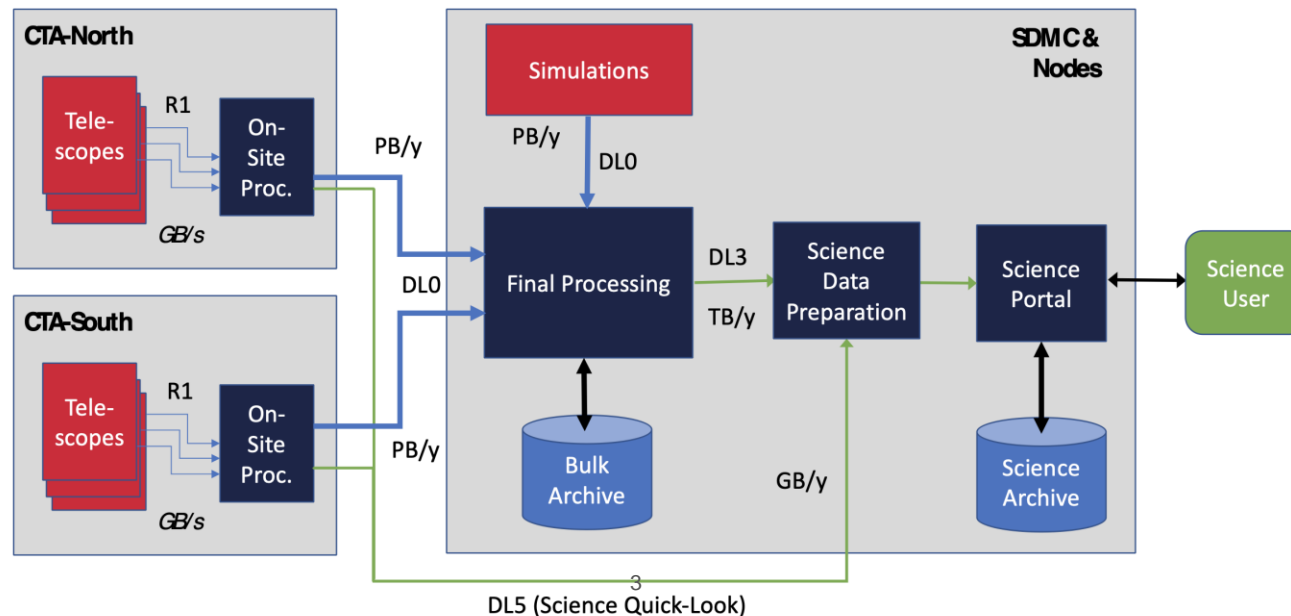 CTA-North
Tele-
scopes
R1
GB/s
On-
Site
Proc.
PB/y
CTA-South
Tele-
scopes
R1
GB/s
On-
Site
Proc.
PB/y
DL0
SDMC &
Nodes
Simulations
PB/y
DL0
Final Processing
Bulk
Archive
DL3
TB/y
Science
Data
Preparation
GB/y
Science
Portal
Science
Archive
Science
User
3
DL5 (Science Quick-Look)